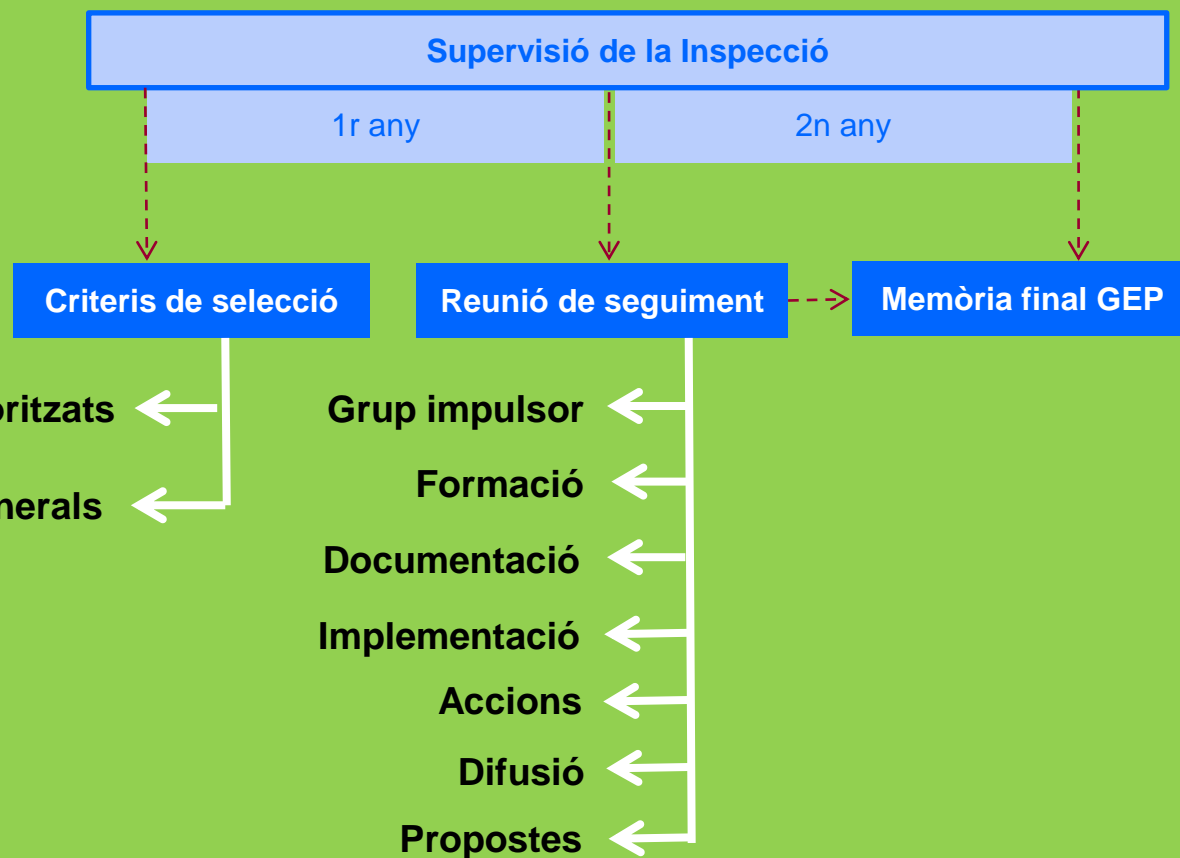 Supervisió de la Inspecció
1r any
2n any
Criteris de selecció
Reunió de seguiment
Memòria final GEP
Grup impulsor
Formació
Documentació
Implementació
Accions
Difusió
Propostes